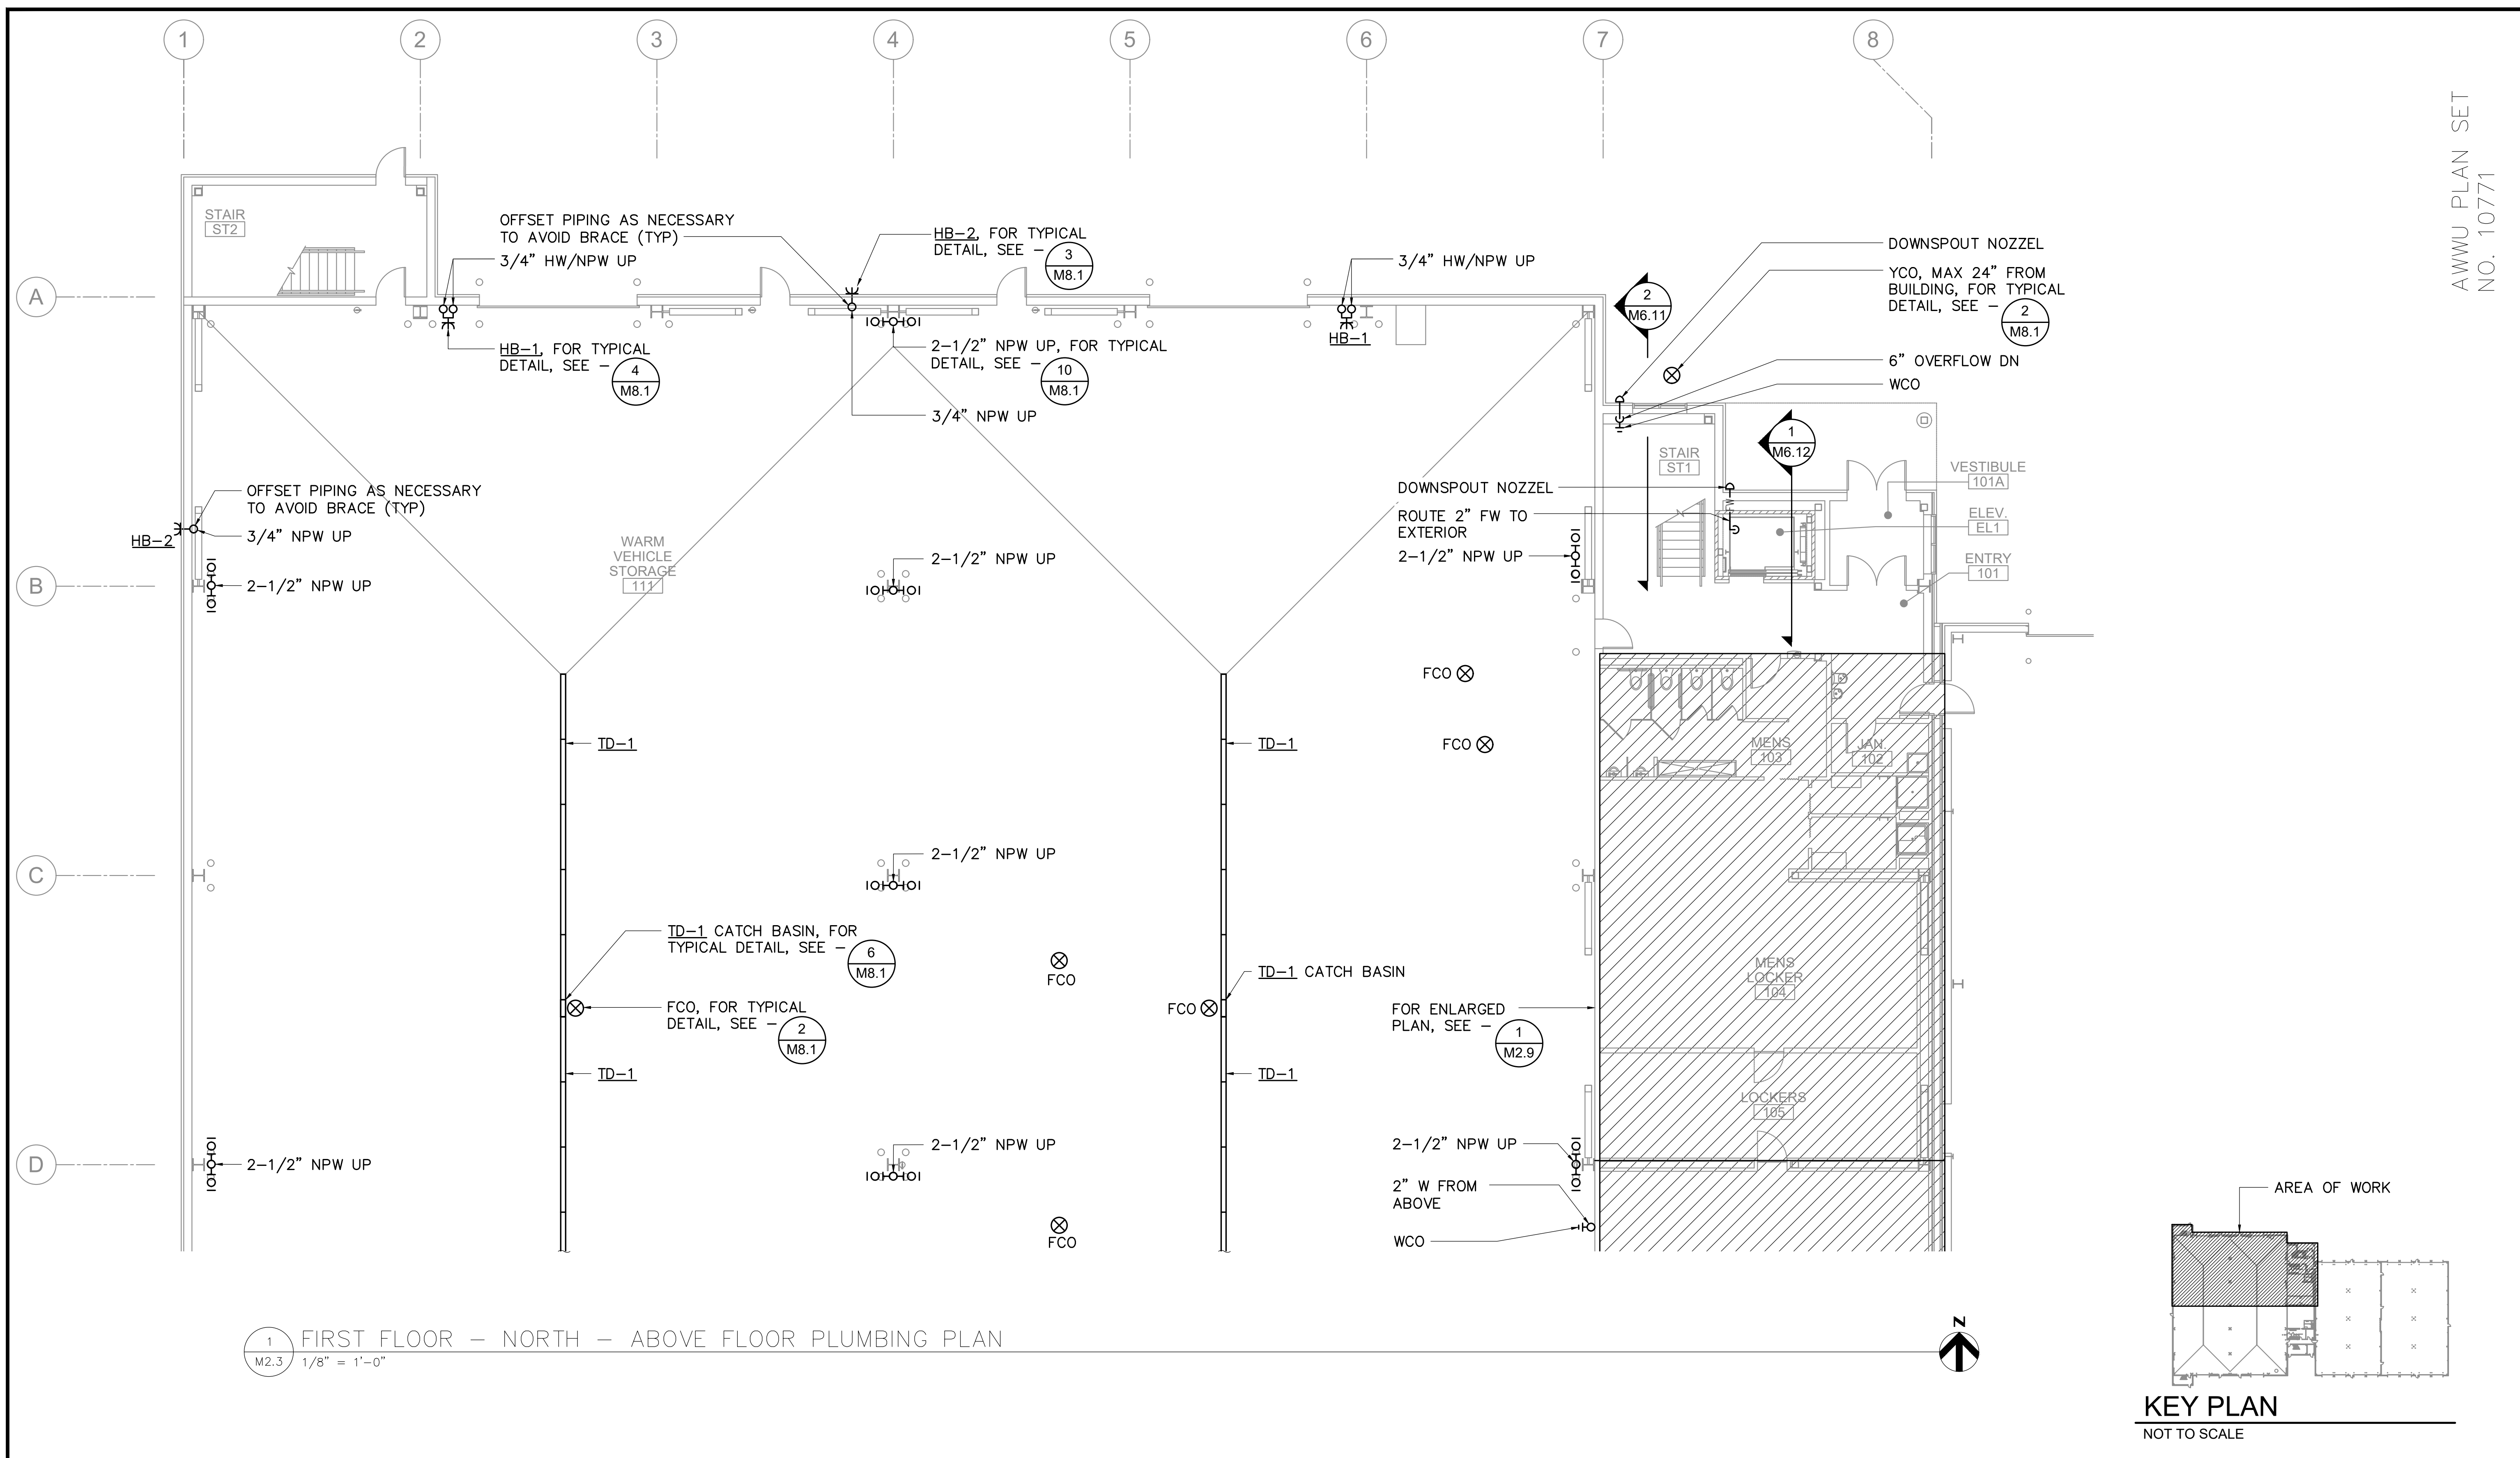 1
2
3
4
5
6
7
8
AWWU PLAN SET
NO. 10771
A
B
C
D
STAIR
ST2
OFFSET PIPING AS NECESSARY
TO AVOID BRACE (TYP)
3/4” HW/NPW UP
HB-2, FOR TYPICAL
DETAIL, SEE -
3
M8.1
3/4” HW/NPW UP
DOWNSPOUT NOZZEL
YCO, MAX 24” FROM
BUILDING, FOR TYPICAL
DETAIL, SEE -
2
M8.1
2
M6.11
HB-1, FOR TYPICAL
DETAIL, SEE -
4
M8.1
2-1/2” NPW UP, FOR TYPICAL
DETAIL, SEE -
10
M8.1
HB-1
3/4” NPW UP
6” OVERFLOW DN
WCO
1
M6.12
STAIR
ST1
VESTIBULE
101A
ELEV.
EL1
ENTRY
101
OFFSET PIPING AS NECESSARY
TO AVOID BRACE (TYP)
HB-2
3/4” NPW UP
2-1/2” NPW UP
WARM
VEHICLE
STORAGE
111
2-1/2” NPW UP
DOWNSPOUT NOZZEL
ROUTE 2” FW TO
EXTERIOR
FW
2-1/2” NPW UP
FCO
FCO
TD-1
TD-1
MENS
103
JAN.
102
2-1/2” NPW UP
TD-1 CATCH BASIN, FOR
TYPICAL DETAIL, SEE -
6
M8.1
FCO
TD-1 CATCH BASIN
MENS
LOCKER
104
FCO, FOR TYPICAL
DETAIL, SEE -
2
M8.1
FCO
FOR ENLARGED
PLAN, SEE -
1
M2.9
TD-1
TD-1
LOCKERS
105
2-1/2” NPW UP
2-1/2” NPW UP
2-1/2” NPW UP
2” W FROM
ABOVE
WCO
FCO
AREA OF WORK
1
M2.3
FIRST FLOOR - NORTH - ABOVE FLOOR PLUMBING PLAN
1/8” = 1’-0”
N
KEY PLAN
NOT TO SCALE